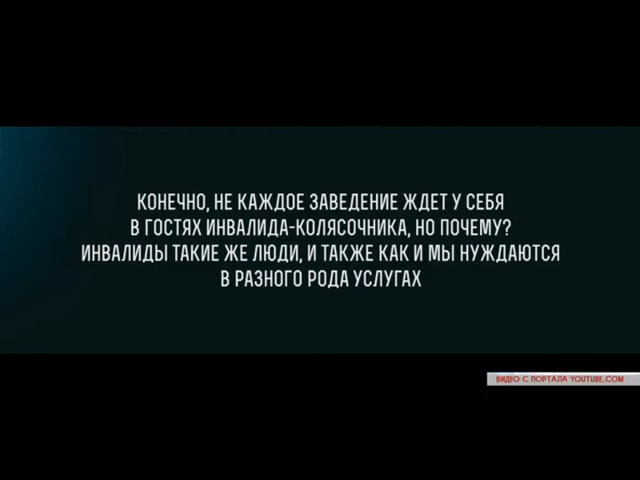 КОНЕЧНО, НЕ КАЖДОЕ ЗАВЕДЕНИЕ ЖДЕТ У СЕБЯ
В ГОСТЯХ ИНВАЛИДА-КОЛЯСОЧНИКА, НО ПОЧЕМУ?
ИНВАЛИДЫ ТАКИЕ ЖЕ ЛЮДИ, И ТАКЖЕ КАК И МЫ НУЖДАЮТСЯ
В РАЗНОГО РОДА УСЛУГАХ
ВИДЕО С ПОРТАЛА YOUTUBE.COM